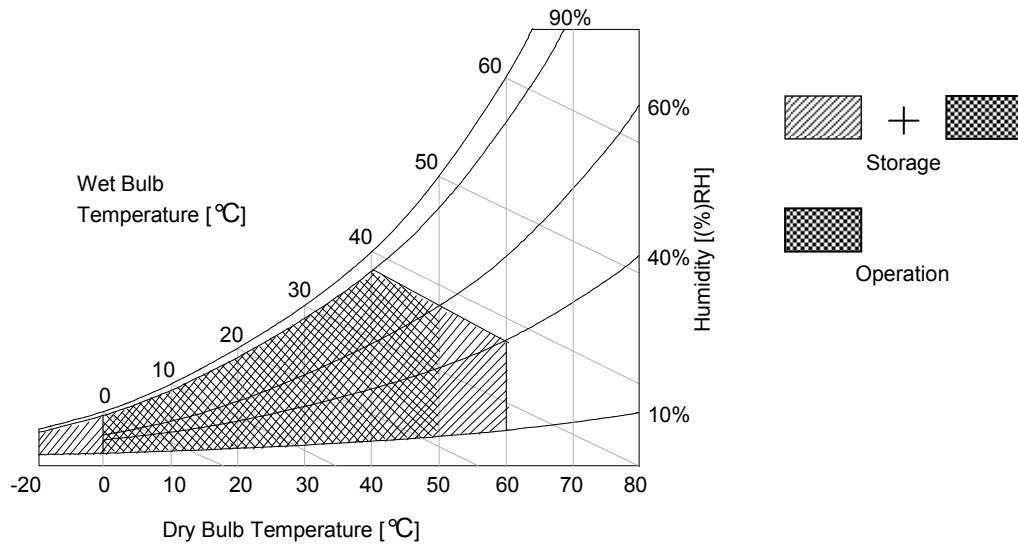 90%
60
60%
50
Wet Bulb
Temperature [℃]
40
40%
30
20
10
0
10%
Humidity [(%)RH]
-20 0 10 20 30 40 50 60 70 80
Dry Bulb Temperature [℃]
+
Storage
Operation